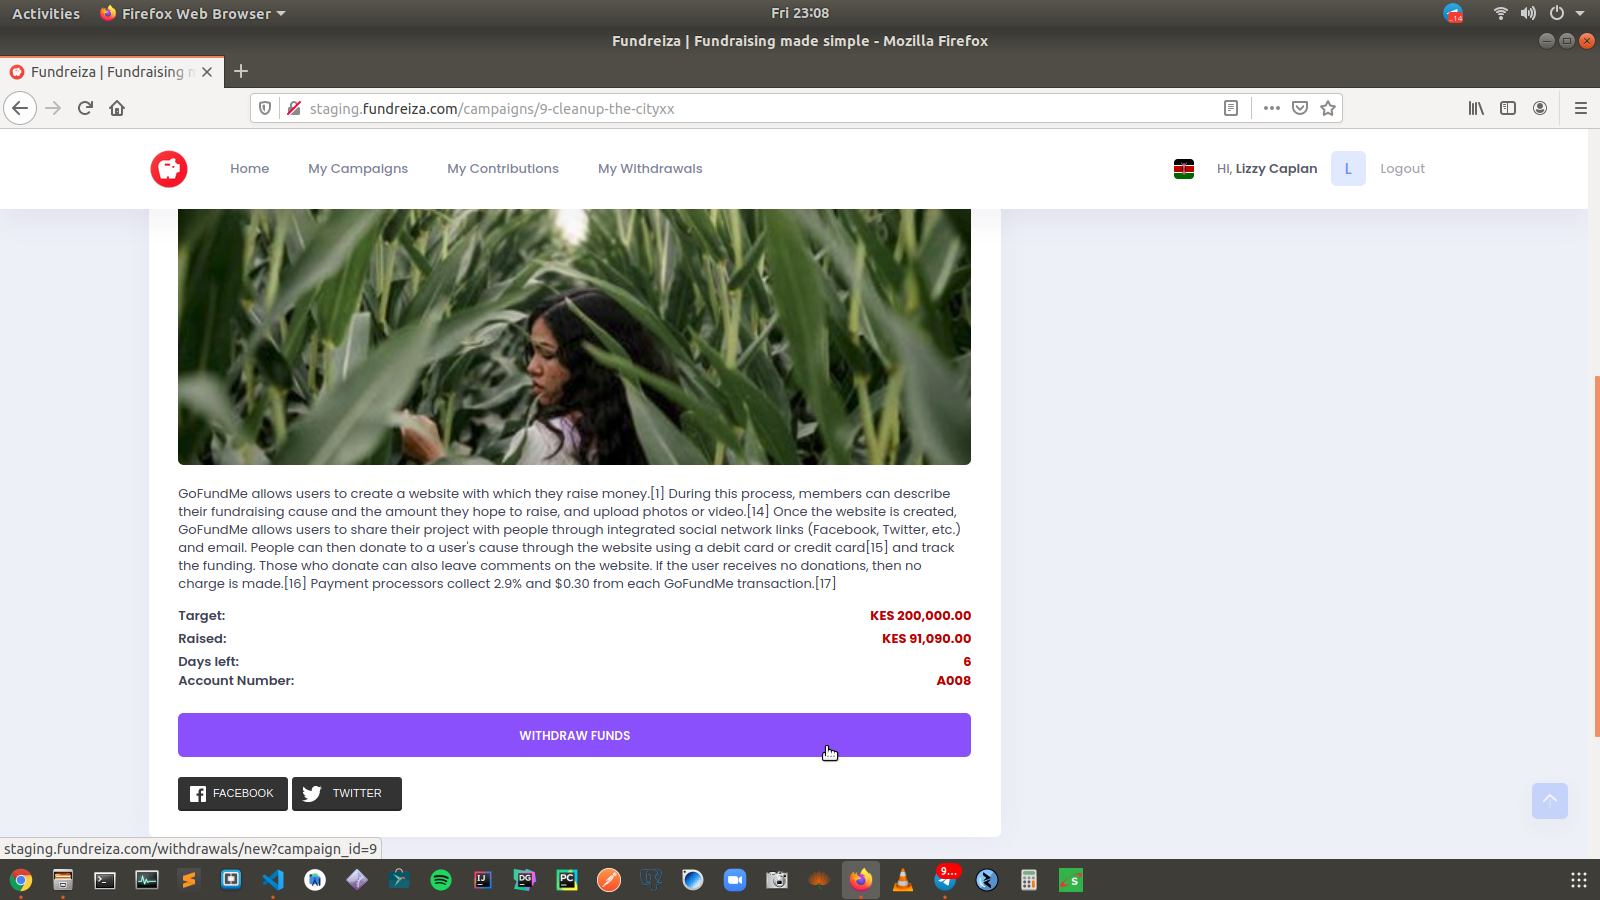 Activities
Firefox Web Browser
Fri 23:08
14
Fundreiza | Fundraising made simple - Mozilla Firefox
Fundreiza | Fundraising n
staging.fundreiza.com/campaigns/9-cleanup-the-cityxx
Home
My Campaigns
My Contributions
My Withdrawals
Hi, Lizzy Caplan
L
Logout
GoFundMe allows users to create a website with which they raise money.[1] During this process, members can describe
their fundraising cause and the amount they hope to raise, and upload photos or video.[14] Once the website is created,
GoFundMe allows users to share their project with people through integrated social network links (Facebook, Twitter, etc.)
and email. People can then donate to a user's cause through the website using a debit card or credit card[15] and track
the funding. Those who donate can also leave comments on the website. If the user receives no donations, then no
charge is made.[16] Payment processors collect 2.9% and $0.30 from each GoFundMe transaction.[17]
Target: KES 200,000.00
Raised: KES 91,090.00
Days left: 6
Account Number: A008
WITHDRAW FUNDS
FACEBOOK
TWITTER
staging.fundreiza.com/withdrawals/new?campaign_id=9
IJ
DG
PC
9...
S